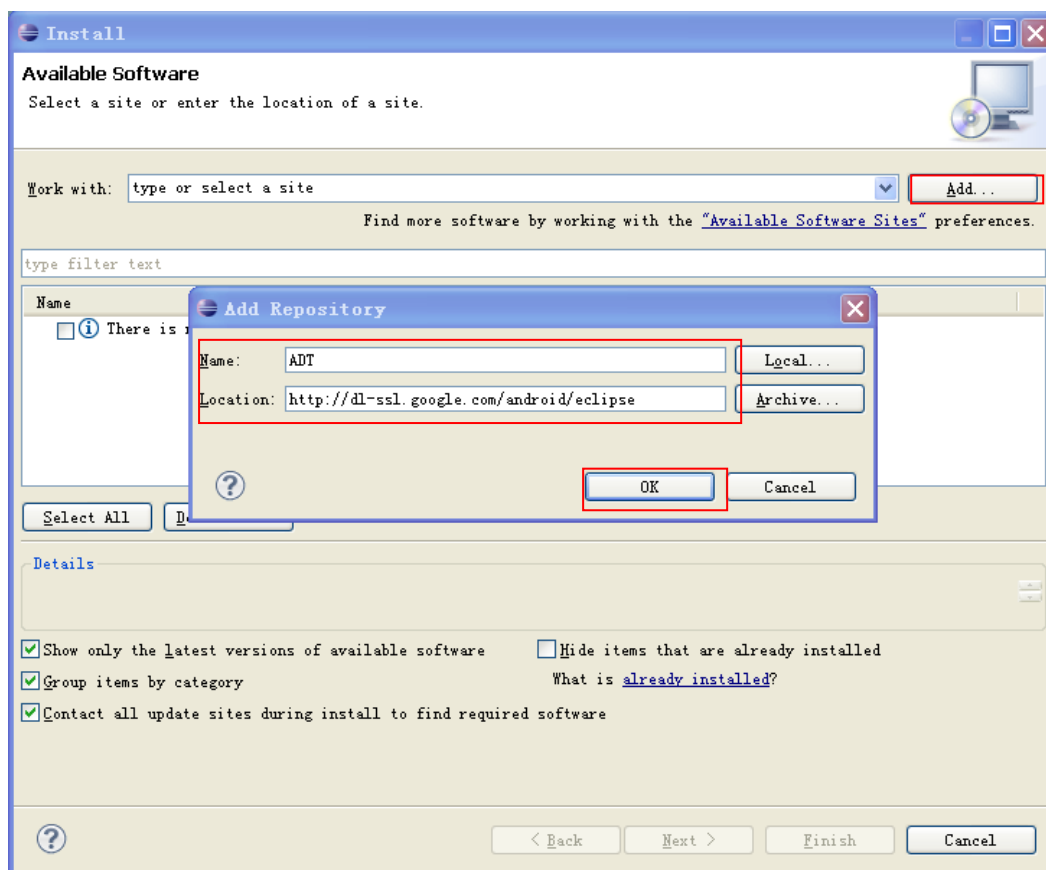 Install
Available Software
Select a site or enter the location of a site.
Work with: type or select a site Add...
Find more software by working with the "Available Software Sites" preferences.
type filter text
Name
There is
Add Repository
Name: ADT Local...
Location: http://dl-ssl.google.com/android/eclipse Archive...
OK Cancel
Select All
Details
Show only the latest versions of available software Hide items that are already installed
Group items by category What is already installed?
Contact all update sites during install to find required software
< Back Next > Finish Cancel